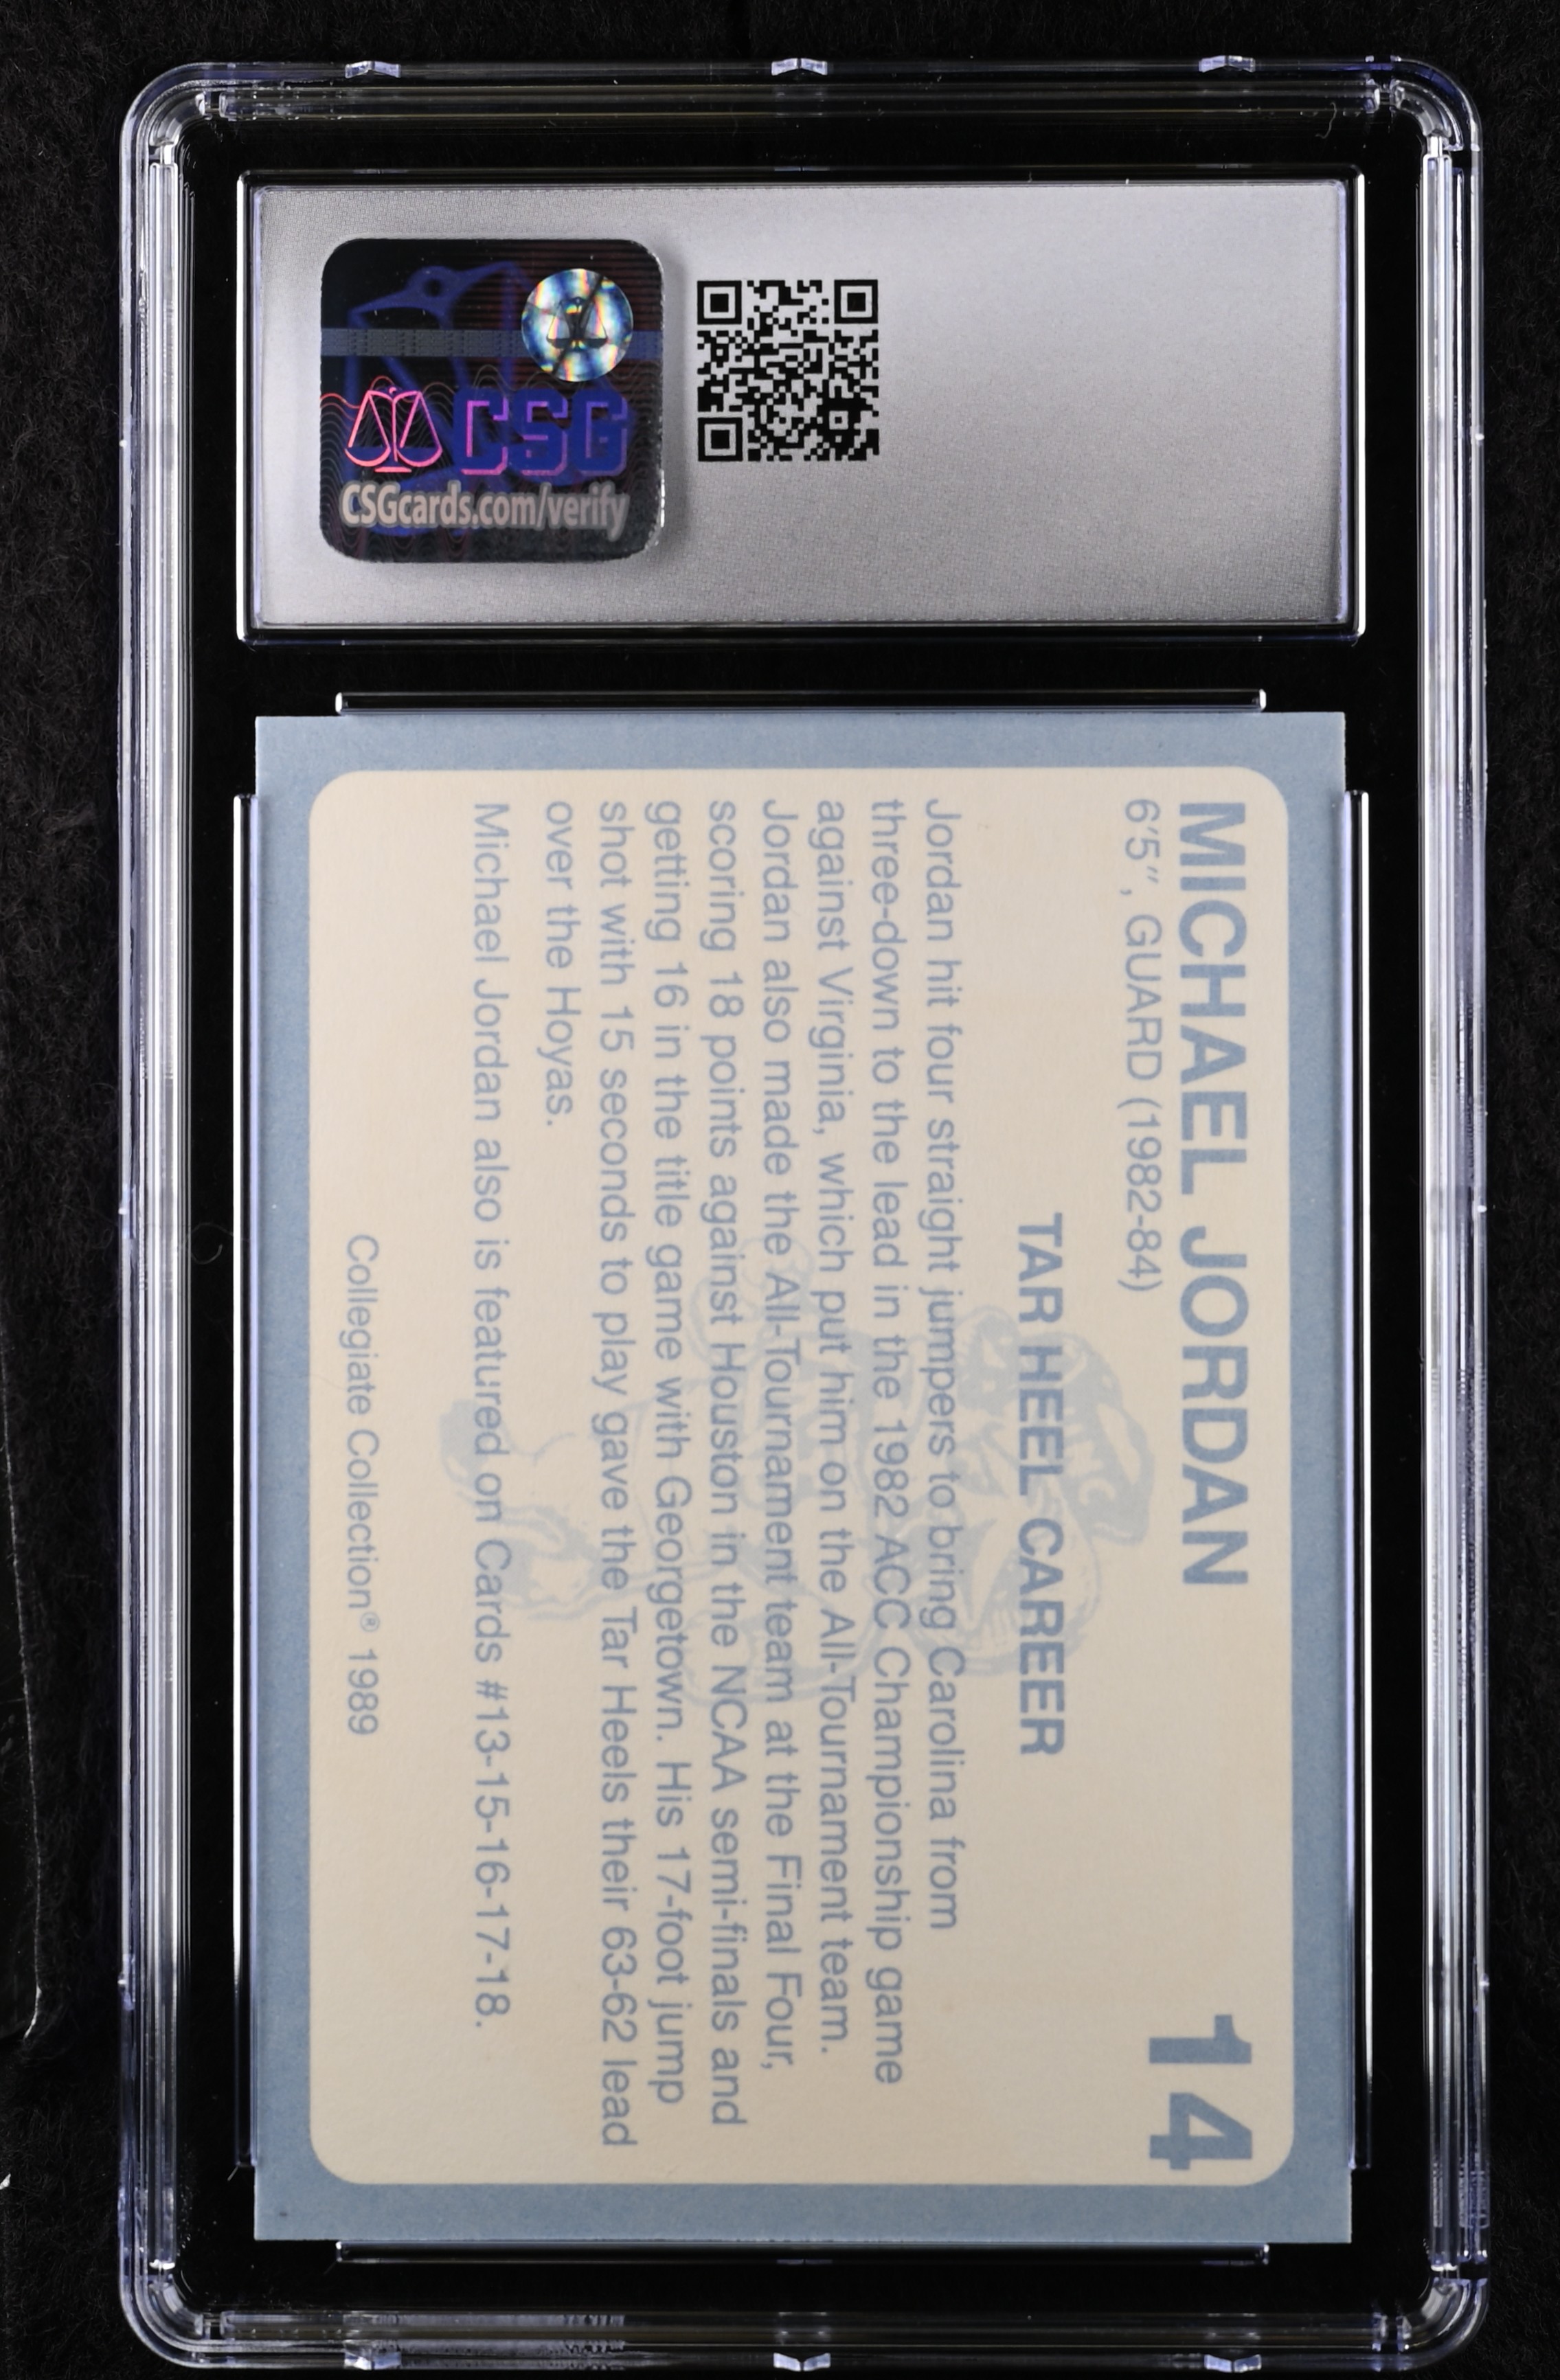 CSG
CSGcards.com/verify
MICHAEL JORDAN
14
6'5", GUARD (1982-84)
TAR HEEL CAREER
Jordan hit four straight jumpers to bring Carolina from
three-down to the lead in the 1982 ACC Championship game
against Virginia, which put him on the All-Tournament team.
Jordan also made the All-Tournament team at the Final Four,
scoring 18 points against Houston in the NCAA semi-finals and
getting 16 in the title game with Georgetown. His 17-foot jump
shot with 15 seconds to play gave the Tar Heels their 63-62 lead
over the Hoyas.
Michael Jordan also is featured on Cards #13-15-16-17-18.
Collegiate Collection® 1989